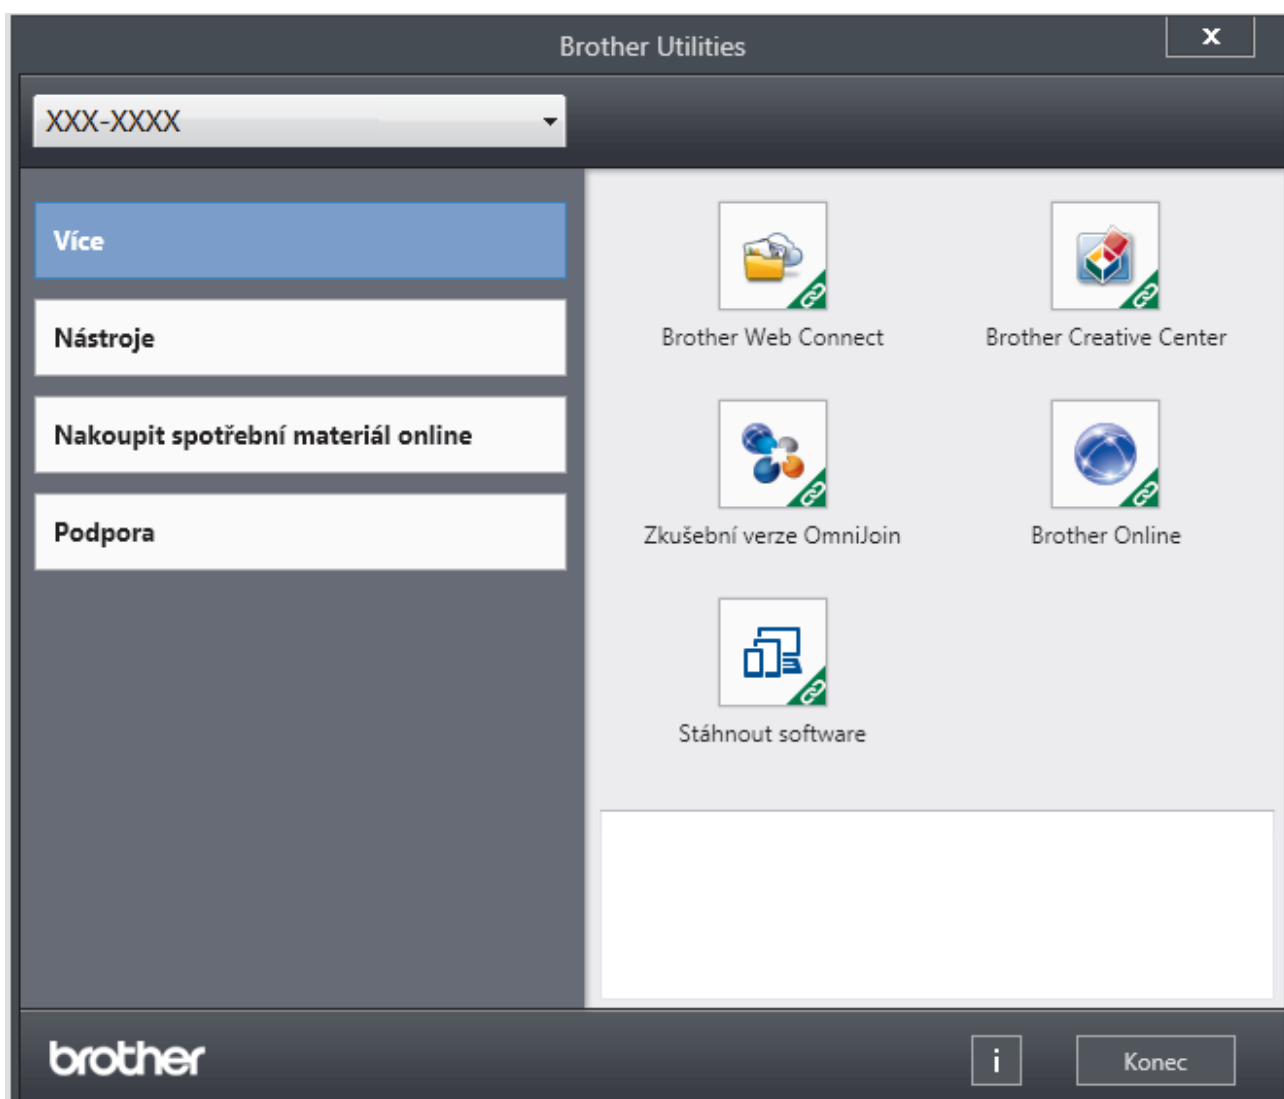 Brother Utilities
x
XXX-XXXX
Více
Nástroje
Nakoupit spotřební materiál online
Podpora
Brother Web Connect
Brother Creative Center
Zkušební verze OmniJoin
Brother Online
Stáhnout software
brother
i
Konec